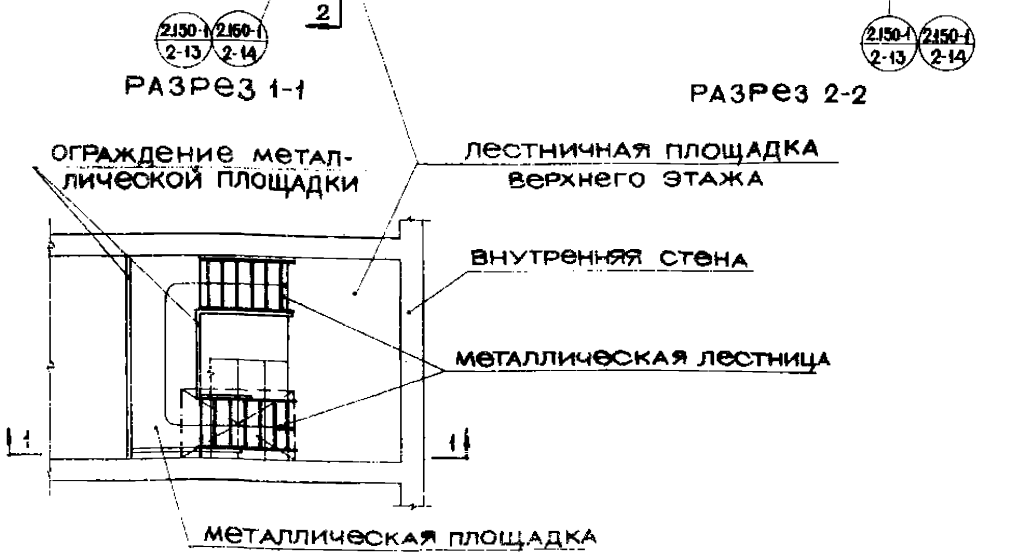 2
2.150-1 2.160-1
2-13 2-14
2.150-1 2.150-1
2-13 2-14
РАЗРЕЗ 1-1
РАЗРЕЗ 2-2
ОГРАЖДЕНИЕ МЕТАЛ-
ЛИЧЕСКОЙ ПЛОЩАДКИ
ЛЕСТНИЧНАЯ ПЛОЩАДКА
ВЕРХНЕГО ЭТАЖА
ВНУТРЕННЯЯ СТЕНА
МЕТАЛЛИЧЕСКАЯ ЛЕСТНИЦА
1
1
МЕТАЛЛИЧЕСКАЯ ПЛОЩАДКА